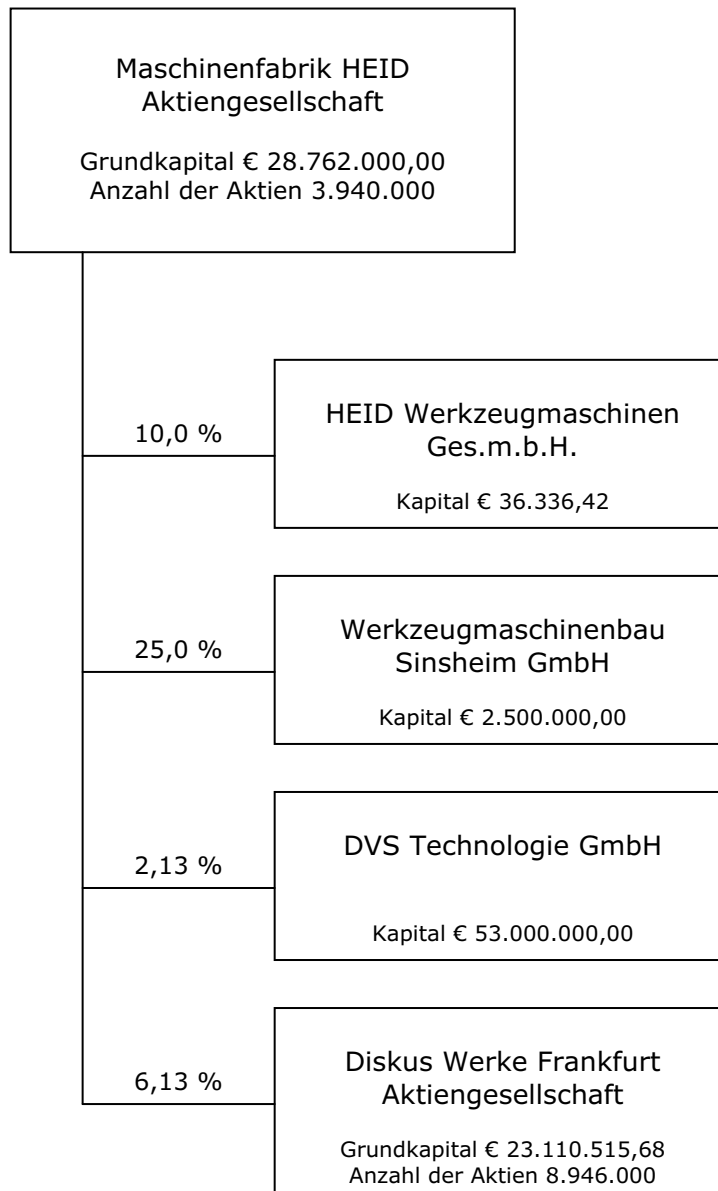 Maschinenfabrik HEID
Aktiengesellschaft
Grundkapital € 28.762.000,00
Anzahl der Aktien 3.940.000
10,0 %
HEID Werkzeugmaschinen
Ges.m.b.H.
Kapital € 36.336,42
25,0 %
Werkzeugmaschinenbau
Sinsheim GmbH
Kapital € 2.500.000,00
2,13 %
DVS Technologie GmbH
Kapital € 53.000.000,00
6,13 %
Diskus Werke Frankfurt
Aktiengesellschaft
Grundkapital € 23.110.515,68
Anzahl der Aktien 8.946.000